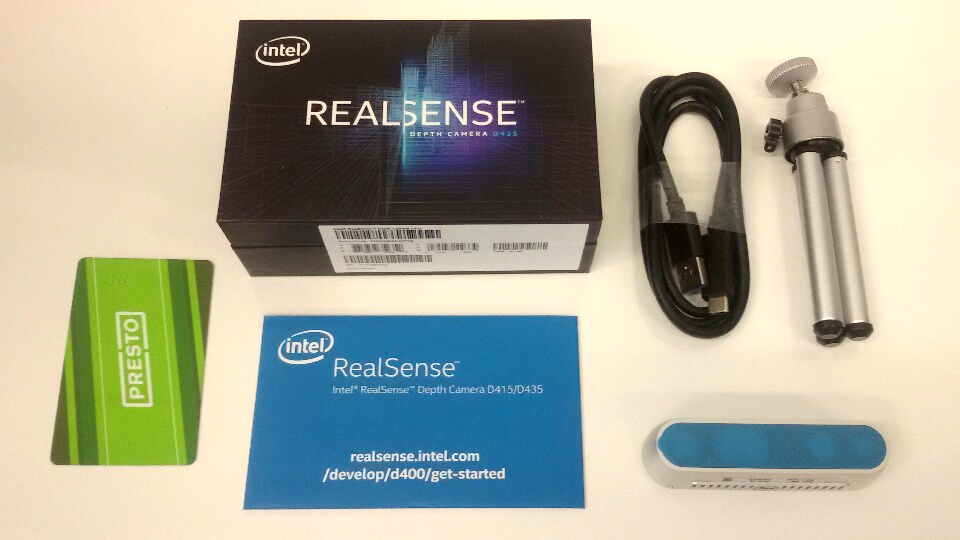 intel
REALSENSE™
DEPTH CAMERA D435
PRESTO
intel
RealSense™
Intel® RealSense™ Depth Camera D415/D435
realsense.intel.com
/develop/d400/get-started